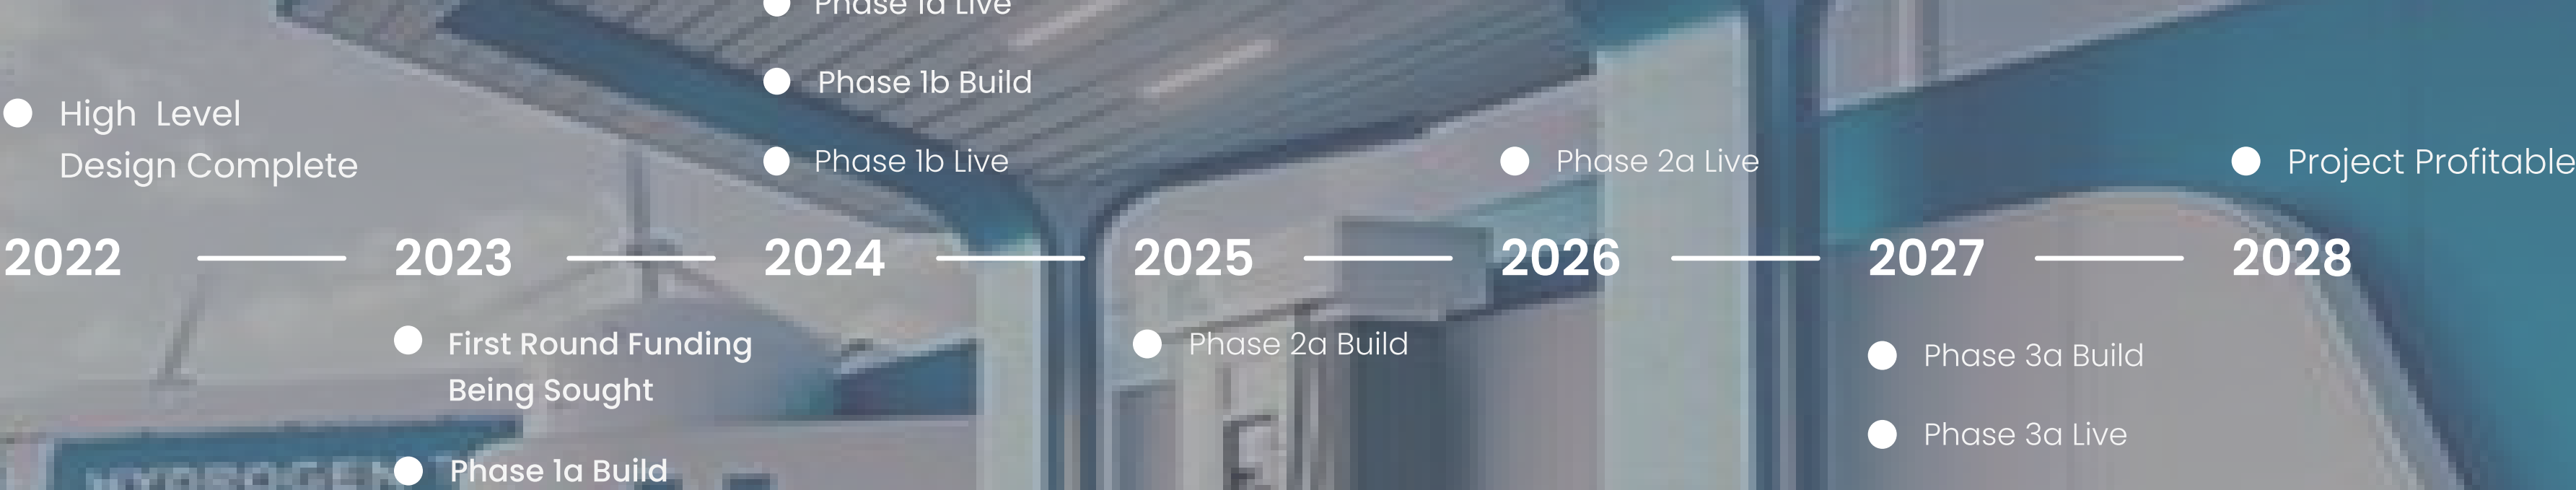 Phase 1a Live
Phase 1b Build
High Level
Design Complete
Phase 1b Live
Phase 2a Live
Project Profitable
2022
2023
2024
2025
2026
2027
2028
First Round Funding
Being Sought
Phase 1a Build
Phase 2a Build
Phase 3a Build
Phase 3a Live
HYDROGEN